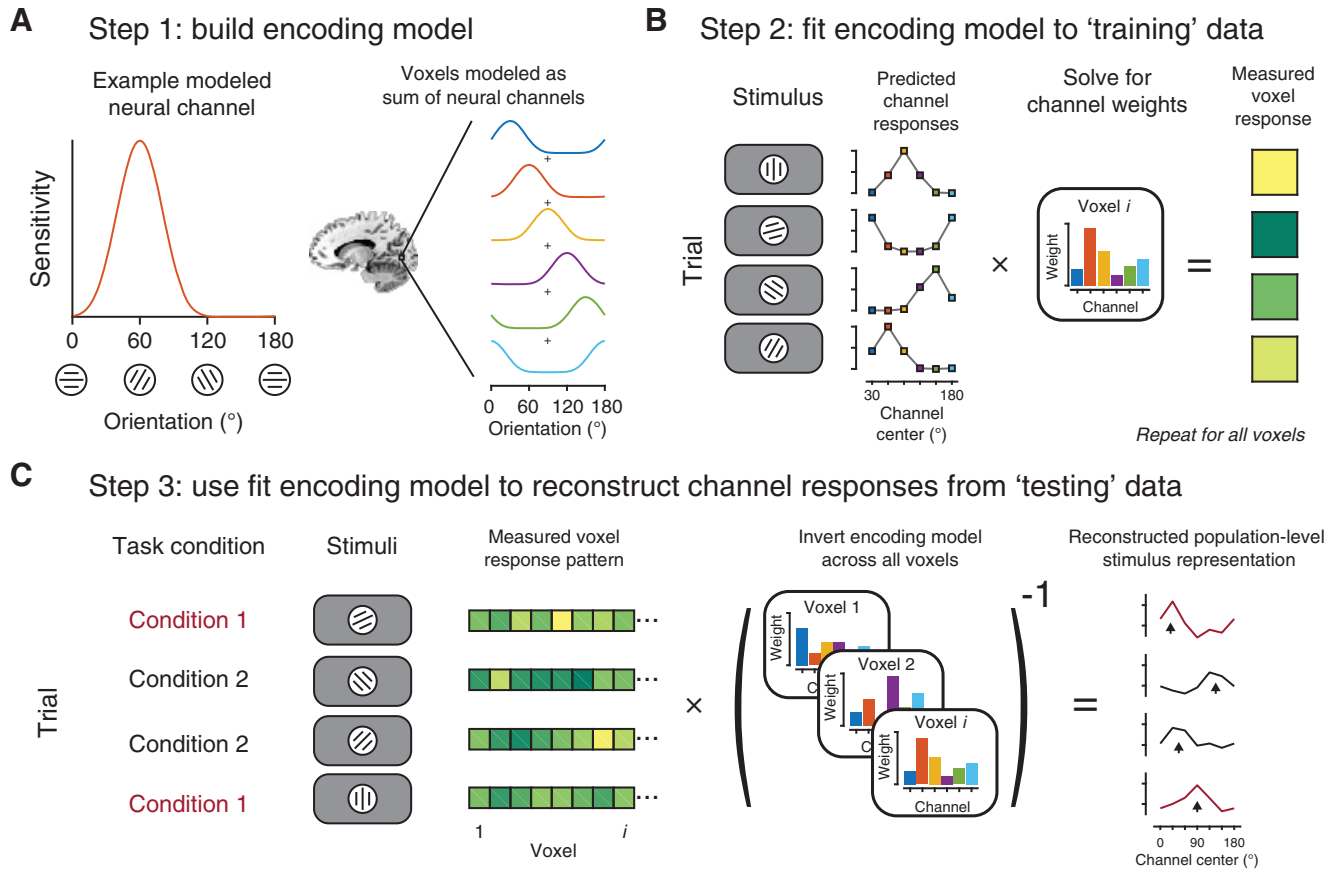 A
Step 1: build encoding model
Example modeled
neural channel
Sensitivity
0
60
120
180
Orientation (°)
Voxels modeled as
sum of neural channels
+
+
+
+
+
0
60
120
180
Orientation (°)
B
Step 2: fit encoding model to ‘training’ data
Stimulus
Predicted
channel
responses
Solve for
channel weights
Measured
voxel
response
Trial
×
Voxel i
Weight
Channel
=
30
180
Channel
center (°)
Repeat for all voxels
C
Step 3: use fit encoding model to reconstruct channel responses from ‘testing’ data
Task condition
Stimuli
Measured voxel
response pattern
Invert encoding model
across all voxels
Reconstructed population-level
stimulus representation
Trial
Condition 1
Condition 2
Condition 2
Condition 1
...
...
...
...
1
i
Voxel
×
(
Voxel 1
Weight
C
Voxel 2
Weight
C
Voxel i
Weight
Channel
)
-1
=
0
90
180
Channel center (°)